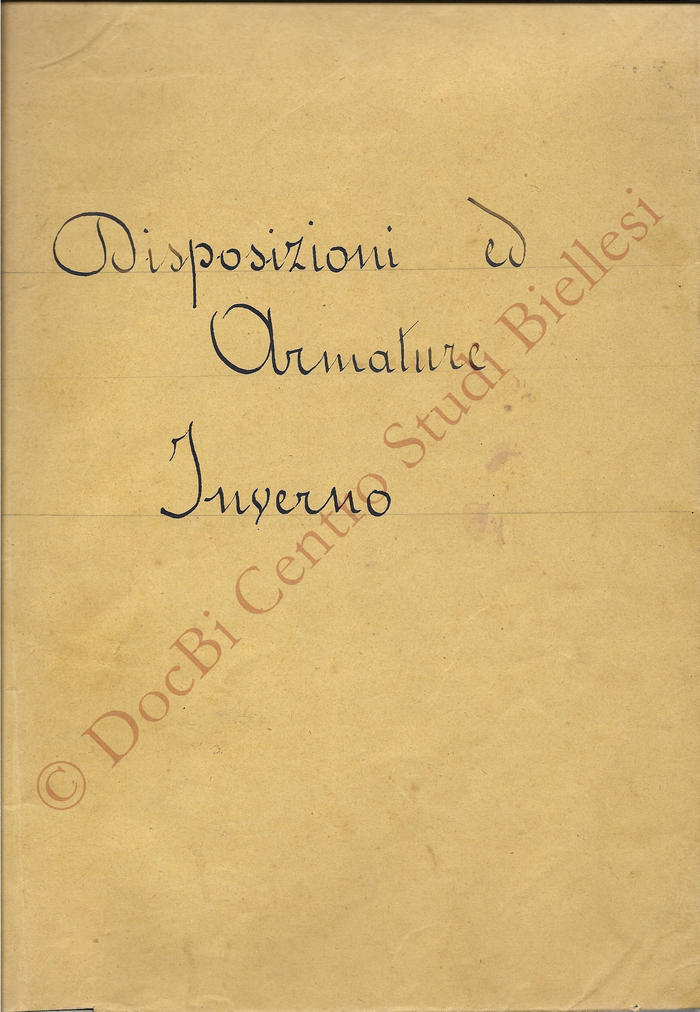 Disposizioni ed
Armature
Inverno
© DocBi Centro Studi Biellesi